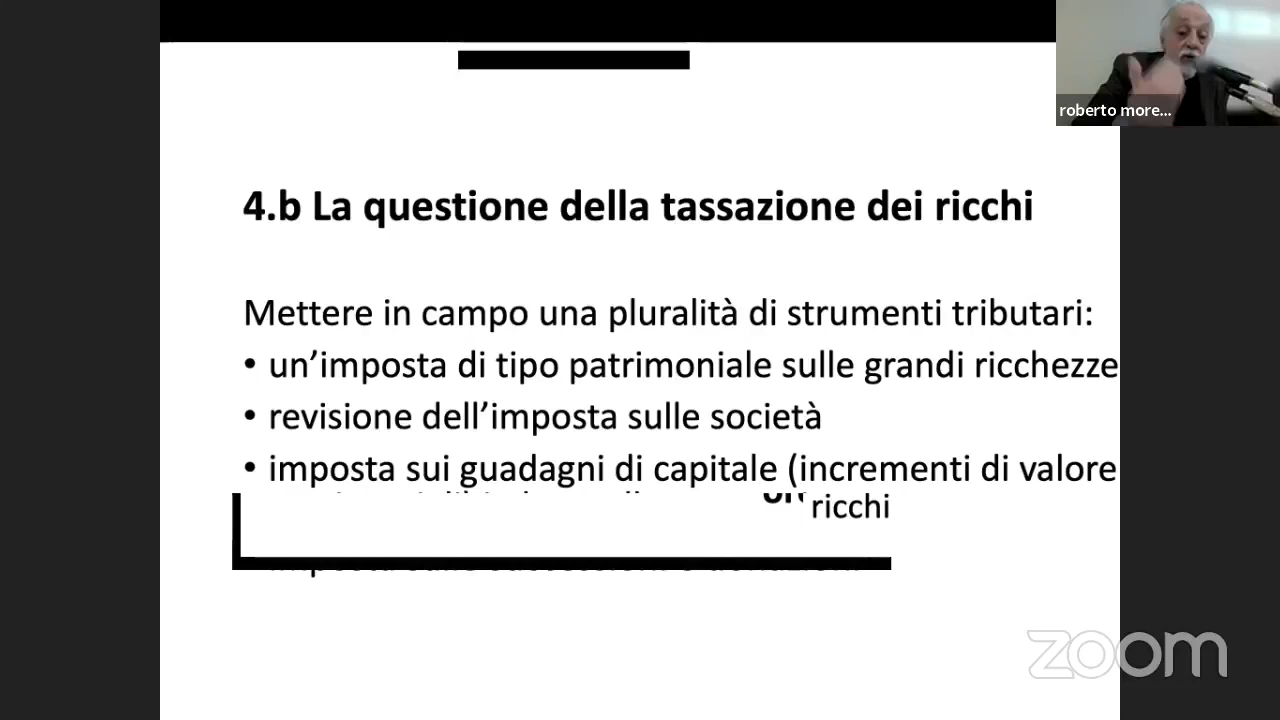 roberto more...
4.b La questione della tassazione dei ricchi
Mettere in campo una pluralità di strumenti tributari:
• un’imposta di tipo patrimoniale sulle grandi ricchezze
• revisione dell’imposta sulle società
• imposta sui guadagni di capitale (incrementi di valore
ricchi
zoom